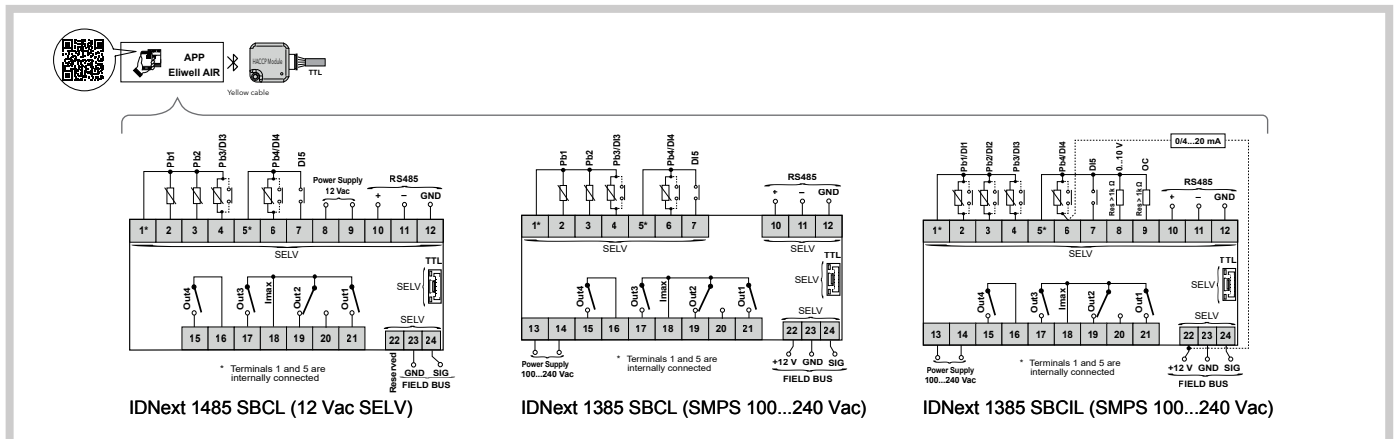 APP
Eliwell AIR
HACCP Module
TTL
Yellow cable
Pb1
Pb2
Pb3/DI3
Pb4/DI4
DI5
Power Supply
12 Vac
RS485
+ – GND
1* 2 3 4 5* 6 7 8 9 10 11 12
SELV
TTL
SELV
Out4
Out3
Imax
Out2
Out1
SELV
15 16 17 18 19 20 21
22 23 24
* Terminals 1 and 5 are
internally connected
Reserved
GND SIG
FIELD BUS
IDNext 1485 SBCL (12 Vac SELV)
Pb1
Pb2
Pb3/DI3
Pb4/DI4
DI5
RS485
+ – GND
1* 2 3 4 5* 6 7
10 11 12
SELV
SELV
TTL
SELV
Out4
Out3
Imax
Out2
Out1
SELV
13 14 15 16 17 18 19 20 21
22 23 24
Power Supply
100...240 Vac
* Terminals 1 and 5 are
internally connected
+12 V GND SIG
FIELD BUS
IDNext 1385 SBCL (SMPS 100...240 Vac)
0/4...20 mA
Pb1/DI1
Pb2/DI2
Pb3/DI3
Pb4/DI4
DI5
0...10 V
OC
Res > 1k Ω
Res > 1k Ω
RS485
+ – GND
1* 2 3 4 5* 6 7 8 9 10 11 12
SELV
TTL
SELV
Out4
Out3
Imax
Out2
Out1
SELV
13 14 15 16 17 18 19 20 21
22 23 24
Power Supply
100...240 Vac
* Terminals 1 and 5 are
internally connected
+12 V GND SIG
FIELD BUS
IDNext 1385 SBCIL (SMPS 100...240 Vac)